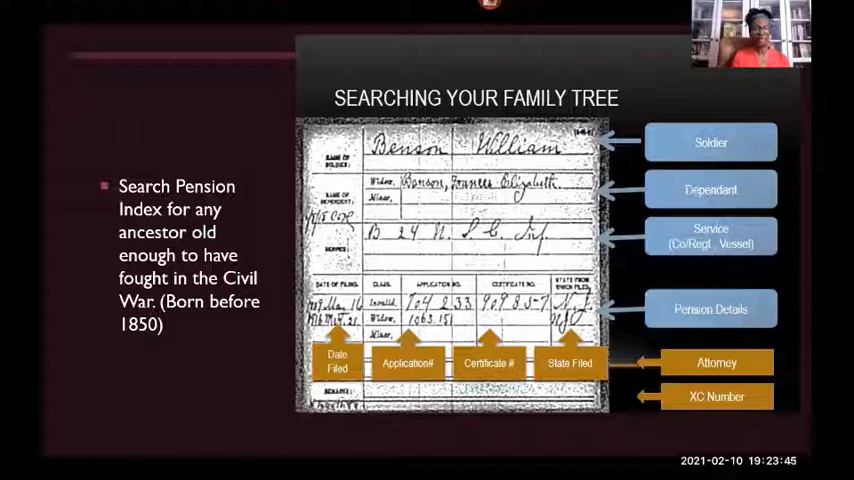 SEARCHING YOUR FAMILY TREE
Search Pension
Index for any
ancestor old
enough to have
fought in the Civil
War. (Born before
1850)
NAME OF
SOLDIER:
Benson William
NAME OF
DEPENDENT:
Widow, Benson, Frances Elizabeth
Minor,
SERVICE:
DATE OF FILING.
CLASS.
APPLICATION NO.
CERTIFICATE NO.
STATE FROM
WHICH FILED.
Invalid,
Widow,
Minor,
REMARKS:
Soldier
Dependant
Service
(Co/Regt Vessel)
Pension Details
Date
Filed
Application#
Certificate #
State Filed
Attorney
XC Number
2021-02-10 19:23:45